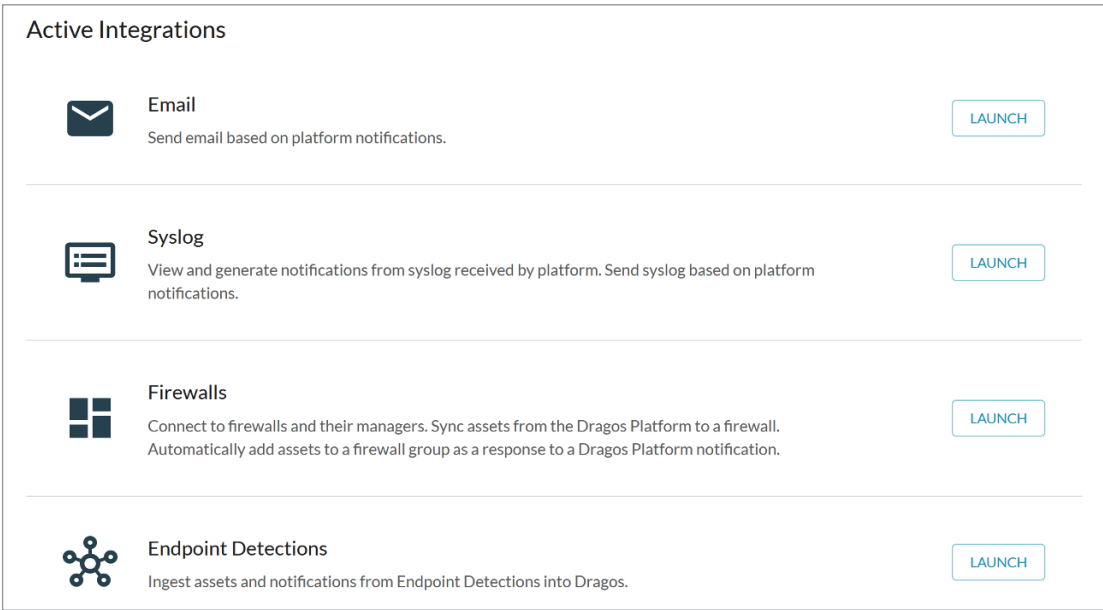 Active Integrations
Email
Send email based on platform notifications.
LAUNCH
Syslog
View and generate notifications from syslog received by platform. Send syslog based on platform
notifications.
LAUNCH
Firewalls
Connect to firewalls and their managers. Sync assets from the Dragos Platform to a firewall.
Automatically add assets to a firewall group as a response to a Dragos Platform notification.
LAUNCH
Endpoint Detections
Ingest assets and notifications from Endpoint Detections into Dragos.
LAUNCH